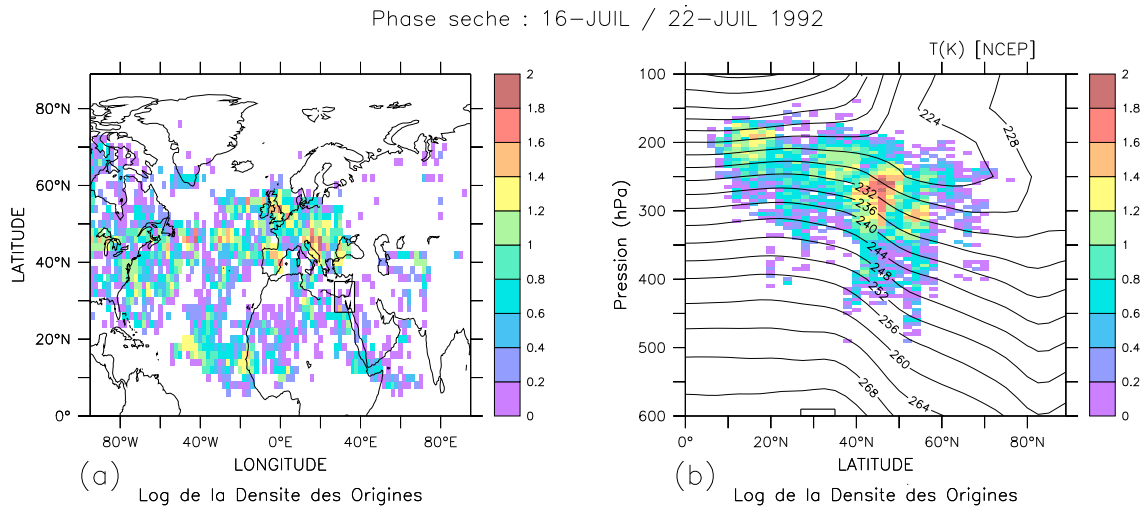 Phase seche : 16-JUIL / 22-JUIL 1992
80°N
60°N
40°N
20°N
0°
LATITUDE
80°W
40°W
0°E
40°E
80°E
LONGITUDE
(a)
Log de la Densite des Origines
2
1.8
1.6
1.4
1.2
1
0.8
0.6
0.4
0.2
0
T(K) [NCEP]
100
200
300
400
500
600
Pression (hPa)
224
228
232
236
240
244
248
252
256
260
264
268
0°
20°N
40°N
60°N
80°N
LATITUDE
(b)
Log de la Densite des Origines
2
1.8
1.6
1.4
1.2
1
0.8
0.6
0.4
0.2
0